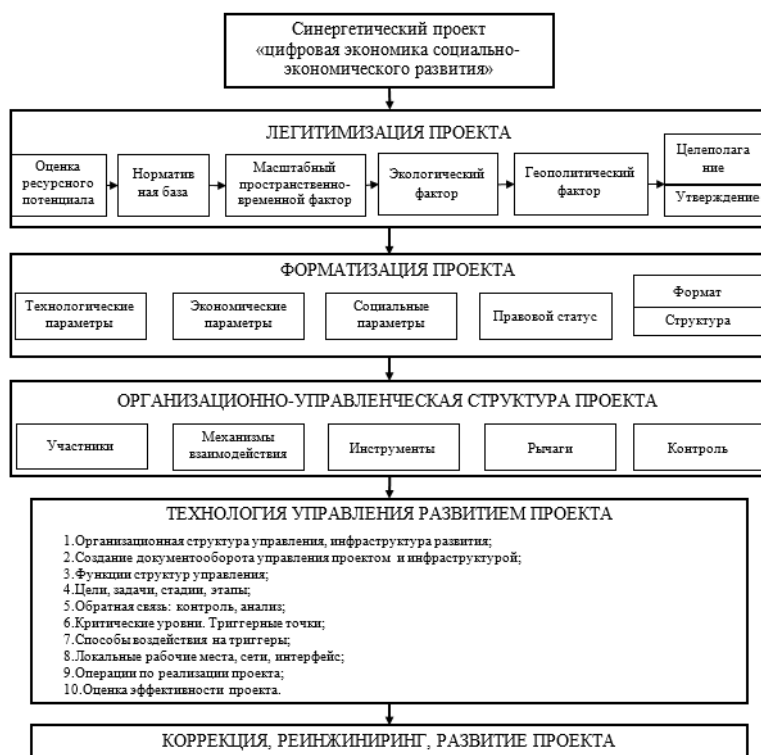 Синергетический проект
«цифровая экономика социально-
экономического развития»
ЛЕГИТИМИЗАЦИЯ ПРОЕКТА
Оценка
ресурсного
потенциала
Норматив
ная база
Масштабный
пространственно-
временной фактор
Экологический
фактор
Геополитический
фактор
Целеполага
ние
Утверждение
ФОРМАТИЗАЦИЯ ПРОЕКТА
Технологические
параметры
Экономические
параметры
Социальные
параметры
Правовой статус
Формат
Структура
ОРГАНИЗАЦИОННО-УПРАВЛЕНЧЕСКАЯ СТРУКТУРА ПРОЕКТА
Участники
Механизмы
взаимодействия
Инструменты
Рычаги
Контроль
ТЕХНОЛОГИЯ УПРАВЛЕНИЯ РАЗВИТИЕМ ПРОЕКТА
1.Организационная структура управления, инфраструктура развития;
2.Создание документооборота управления проектом и инфраструктурой;
3.Функции структур управления;
4.Цели, задачи, стадии, этапы;
5.Обратная связь: контроль, анализ;
6.Критические уровни. Триггерные точки;
7.Способы воздействия на триггеры;
8.Локальные рабочие места, сети, интерфейс;
9.Операции по реализации проекта;
10.Оценка эффективности проекта.
КОРРЕКЦИЯ, РЕИНЖИНИРИНГ, РАЗВИТИЕ ПРОЕКТА